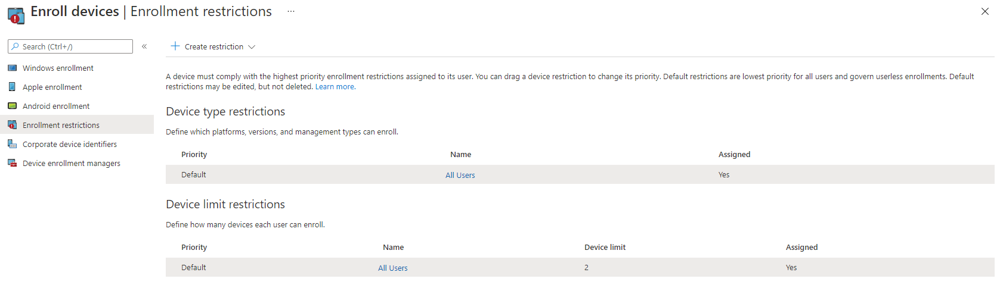 Enroll devices | Enrollment restrictions ...
Search (Ctrl+/)
«
Windows enrollment
Apple enrollment
Android enrollment
Enrollment restrictions
Corporate device identifiers
Device enrollment managers
Create restriction
A device must comply with the highest priority enrollment restrictions assigned to its user. You can drag a device restriction to change its priority. Default restrictions are lowest priority for all users and govern userless enrollments. Default
restrictions may be edited, but not deleted. Learn more.
Device type restrictions
Define which platforms, versions, and management types can enroll.
Priority Name Assigned
Default All Users Yes
Device limit restrictions
Define how many devices each user can enroll.
Priority Name Device limit Assigned
Default All Users 2 Yes